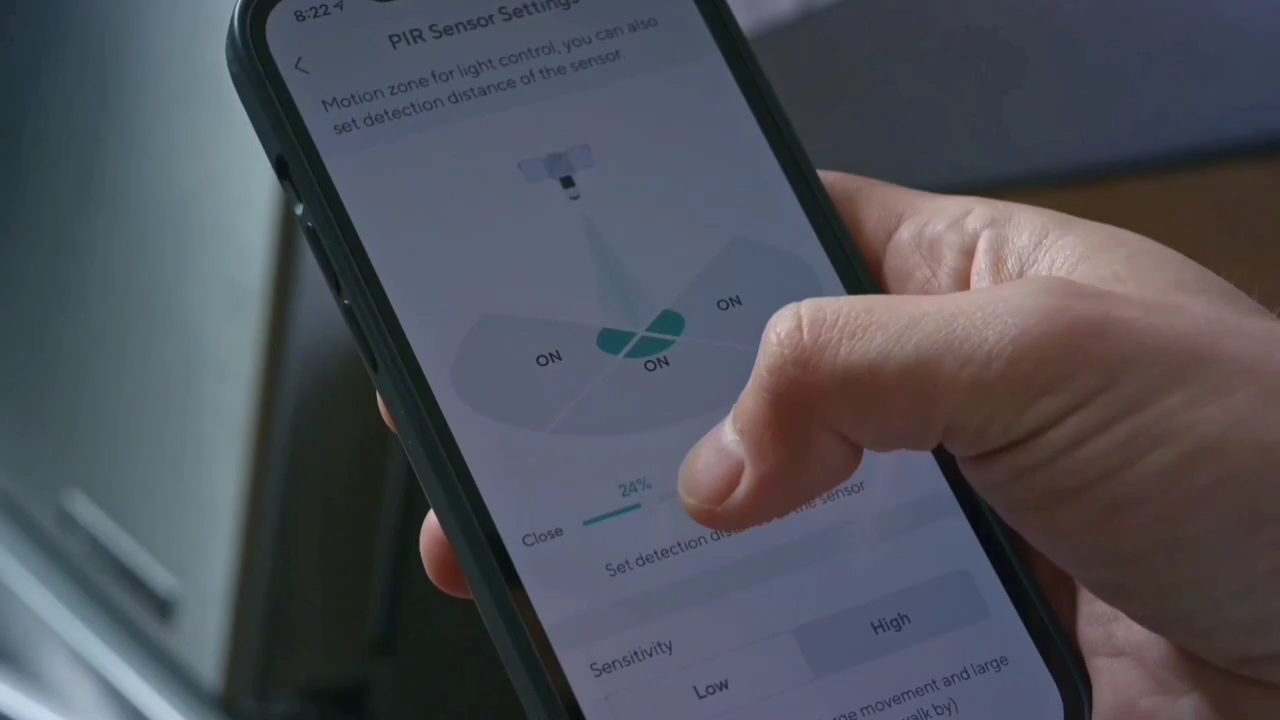 8:22
PIR Sensor Settings
Motion zone for light control, you can also
set detection distance of the sensor
ON
ON
ON
24%
Close
Set detection the sensor
Sensitivity
High
Low
movement and large
walk by)